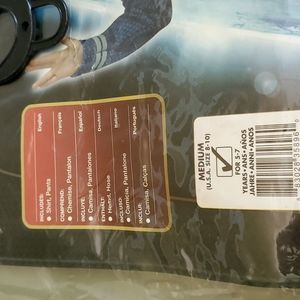 English
INCLUDES:
• Shirt, Pants
Français
COMPREND:
• Chemise, Pantalon
Español
INCLUYE:
• Camisa, Pantalones
Deutsch
ENTHÄLT:
• Hemd, Hose
Italiano
INCLUDO:
• Camicia, Pantalone
Português
INCLUI:
• Camisa, Calças
MEDIUM
(U.S. SIZE 8-10)
FOR 5-7
YEARS•ANS•AÑOS
JAHRE•ANNI•ANOS